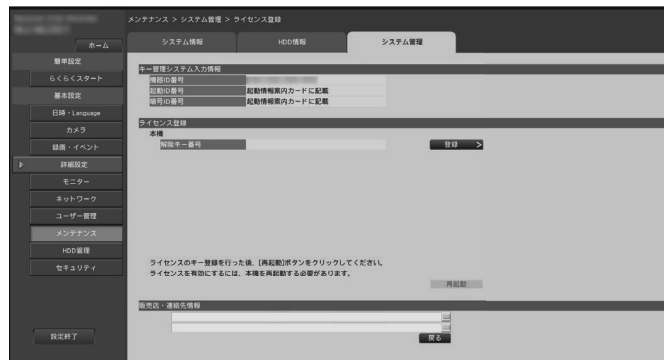 メンテナンス > システム管理 > ライセンス登録
ホーム
システム情報
HDD情報
システム管理
簡単設定
らくらくスタート
基本設定
日時・Language
カメラ
録画・イベント
詳細設定
モニター
ネットワーク
ユーザー管理
メンテナンス
HDD管理
セキュリティ
設定終了
キー管理システム入力情報
機器ID番号
起動ID番号 起動情報案内カードに記載
暗号ID番号 起動情報案内カードに記載
ライセンス登録
本機
解除キー番号 登録 >
ライセンスのキー登録を行った後、[再起動]ボタンをクリックしてください。
ライセンスを有効にするには、本機を再起動する必要があります。
再起動
販売店・連絡先情報
戻る